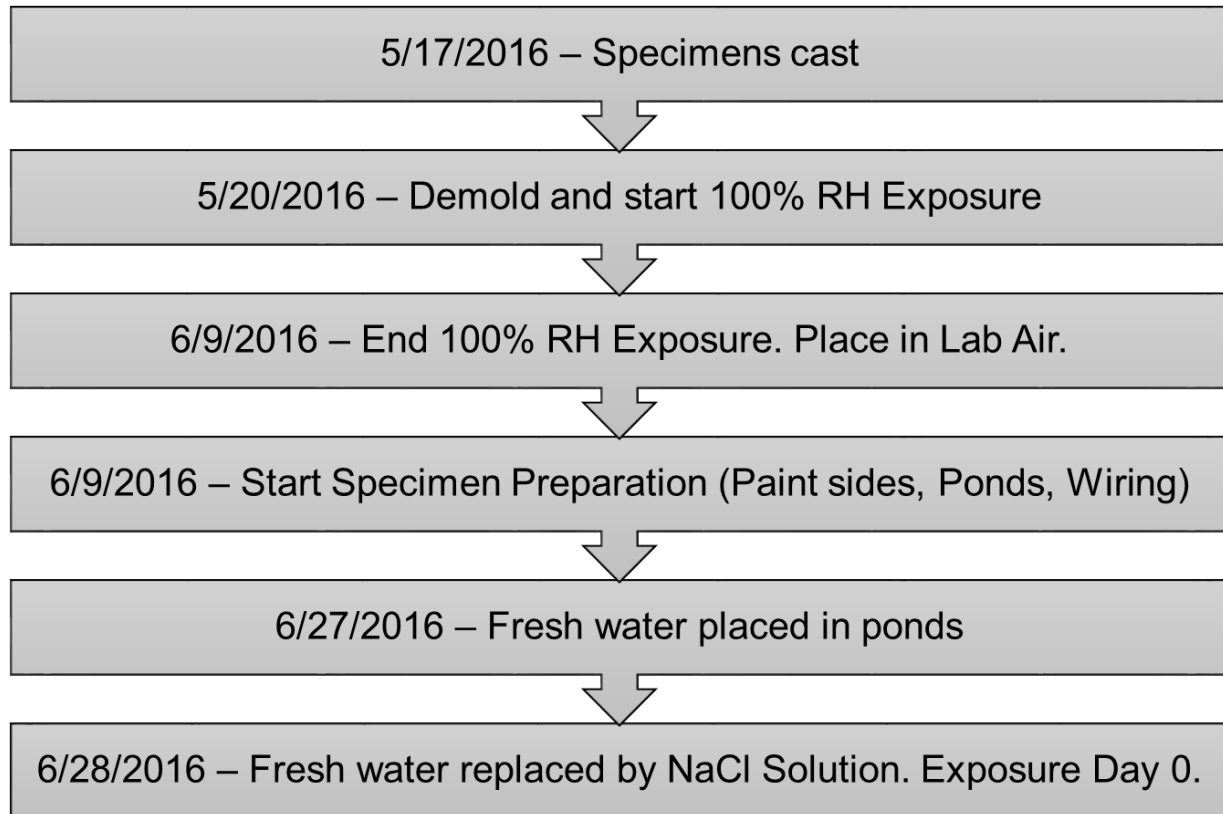 5/17/2016 – Specimens cast
5/20/2016 – Demold and start 100% RH Exposure
6/9/2016 – End 100% RH Exposure. Place in Lab Air.
6/9/2016 – Start Specimen Preparation (Paint sides, Ponds, Wiring)
6/27/2016 – Fresh water placed in ponds
6/28/2016 – Fresh water replaced by NaCl Solution. Exposure Day 0.